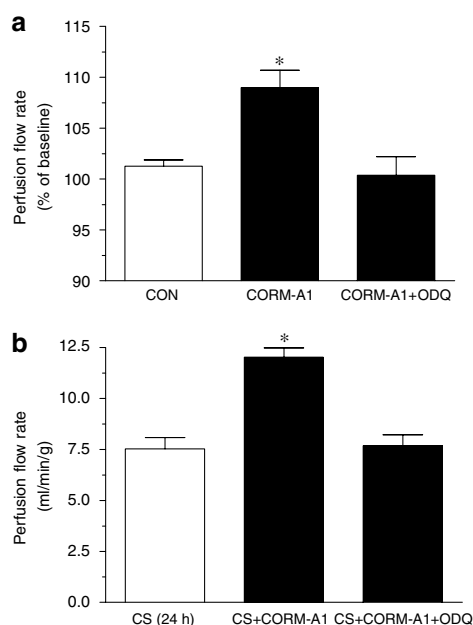 a
Perfusion flow rate
(% of baseline)
115
110
105
100
95
90
*
CON
CORM-A1
CORM-A1+ODQ
b
Perfusion flow rate
(ml/min/g)
12.5
10.0
7.5
5.0
2.5
0.0
*
CS (24 h)
CS+CORM-A1
CS+CORM-A1+ODQ